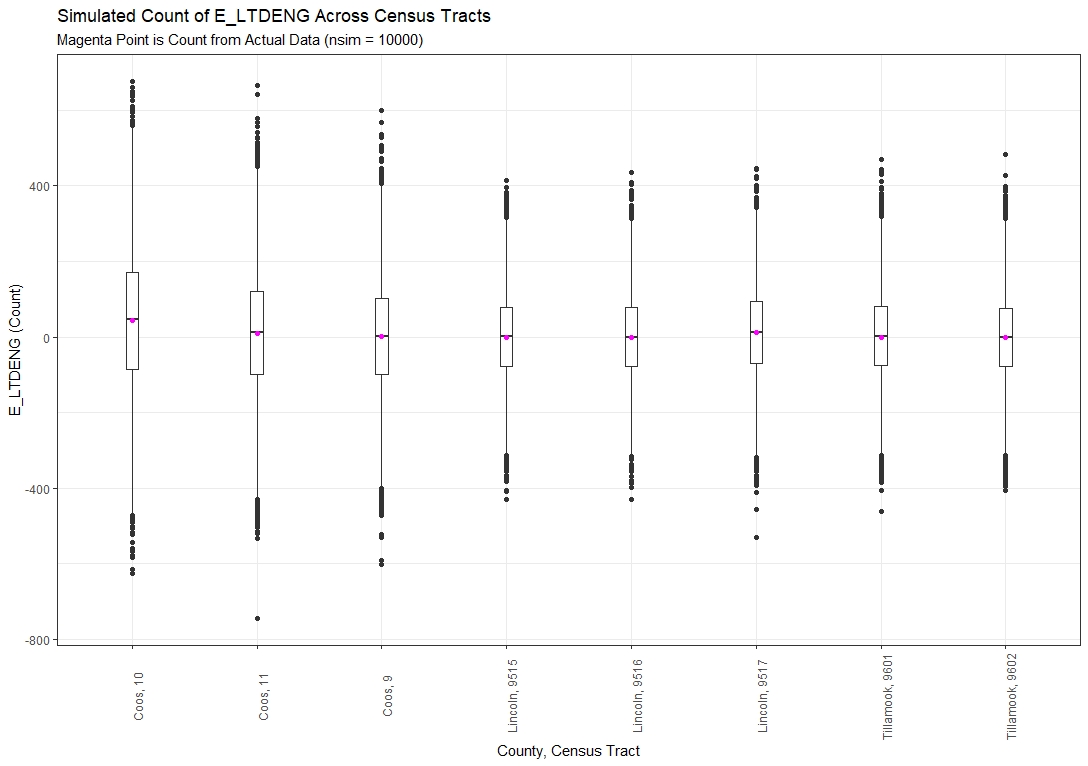 Simulated Count of E_LTDENG Across Census Tracts
Magenta Point is Count from Actual Data (nsim = 10000)
E_LTDENG (Count)
400
0
-400
-800
Coos, 10
Coos, 11
Coos, 9
Lincoln, 9515
Lincoln, 9516
Lincoln, 9517
Tillamook, 9601
Tillamook, 9602
County, Census Tract